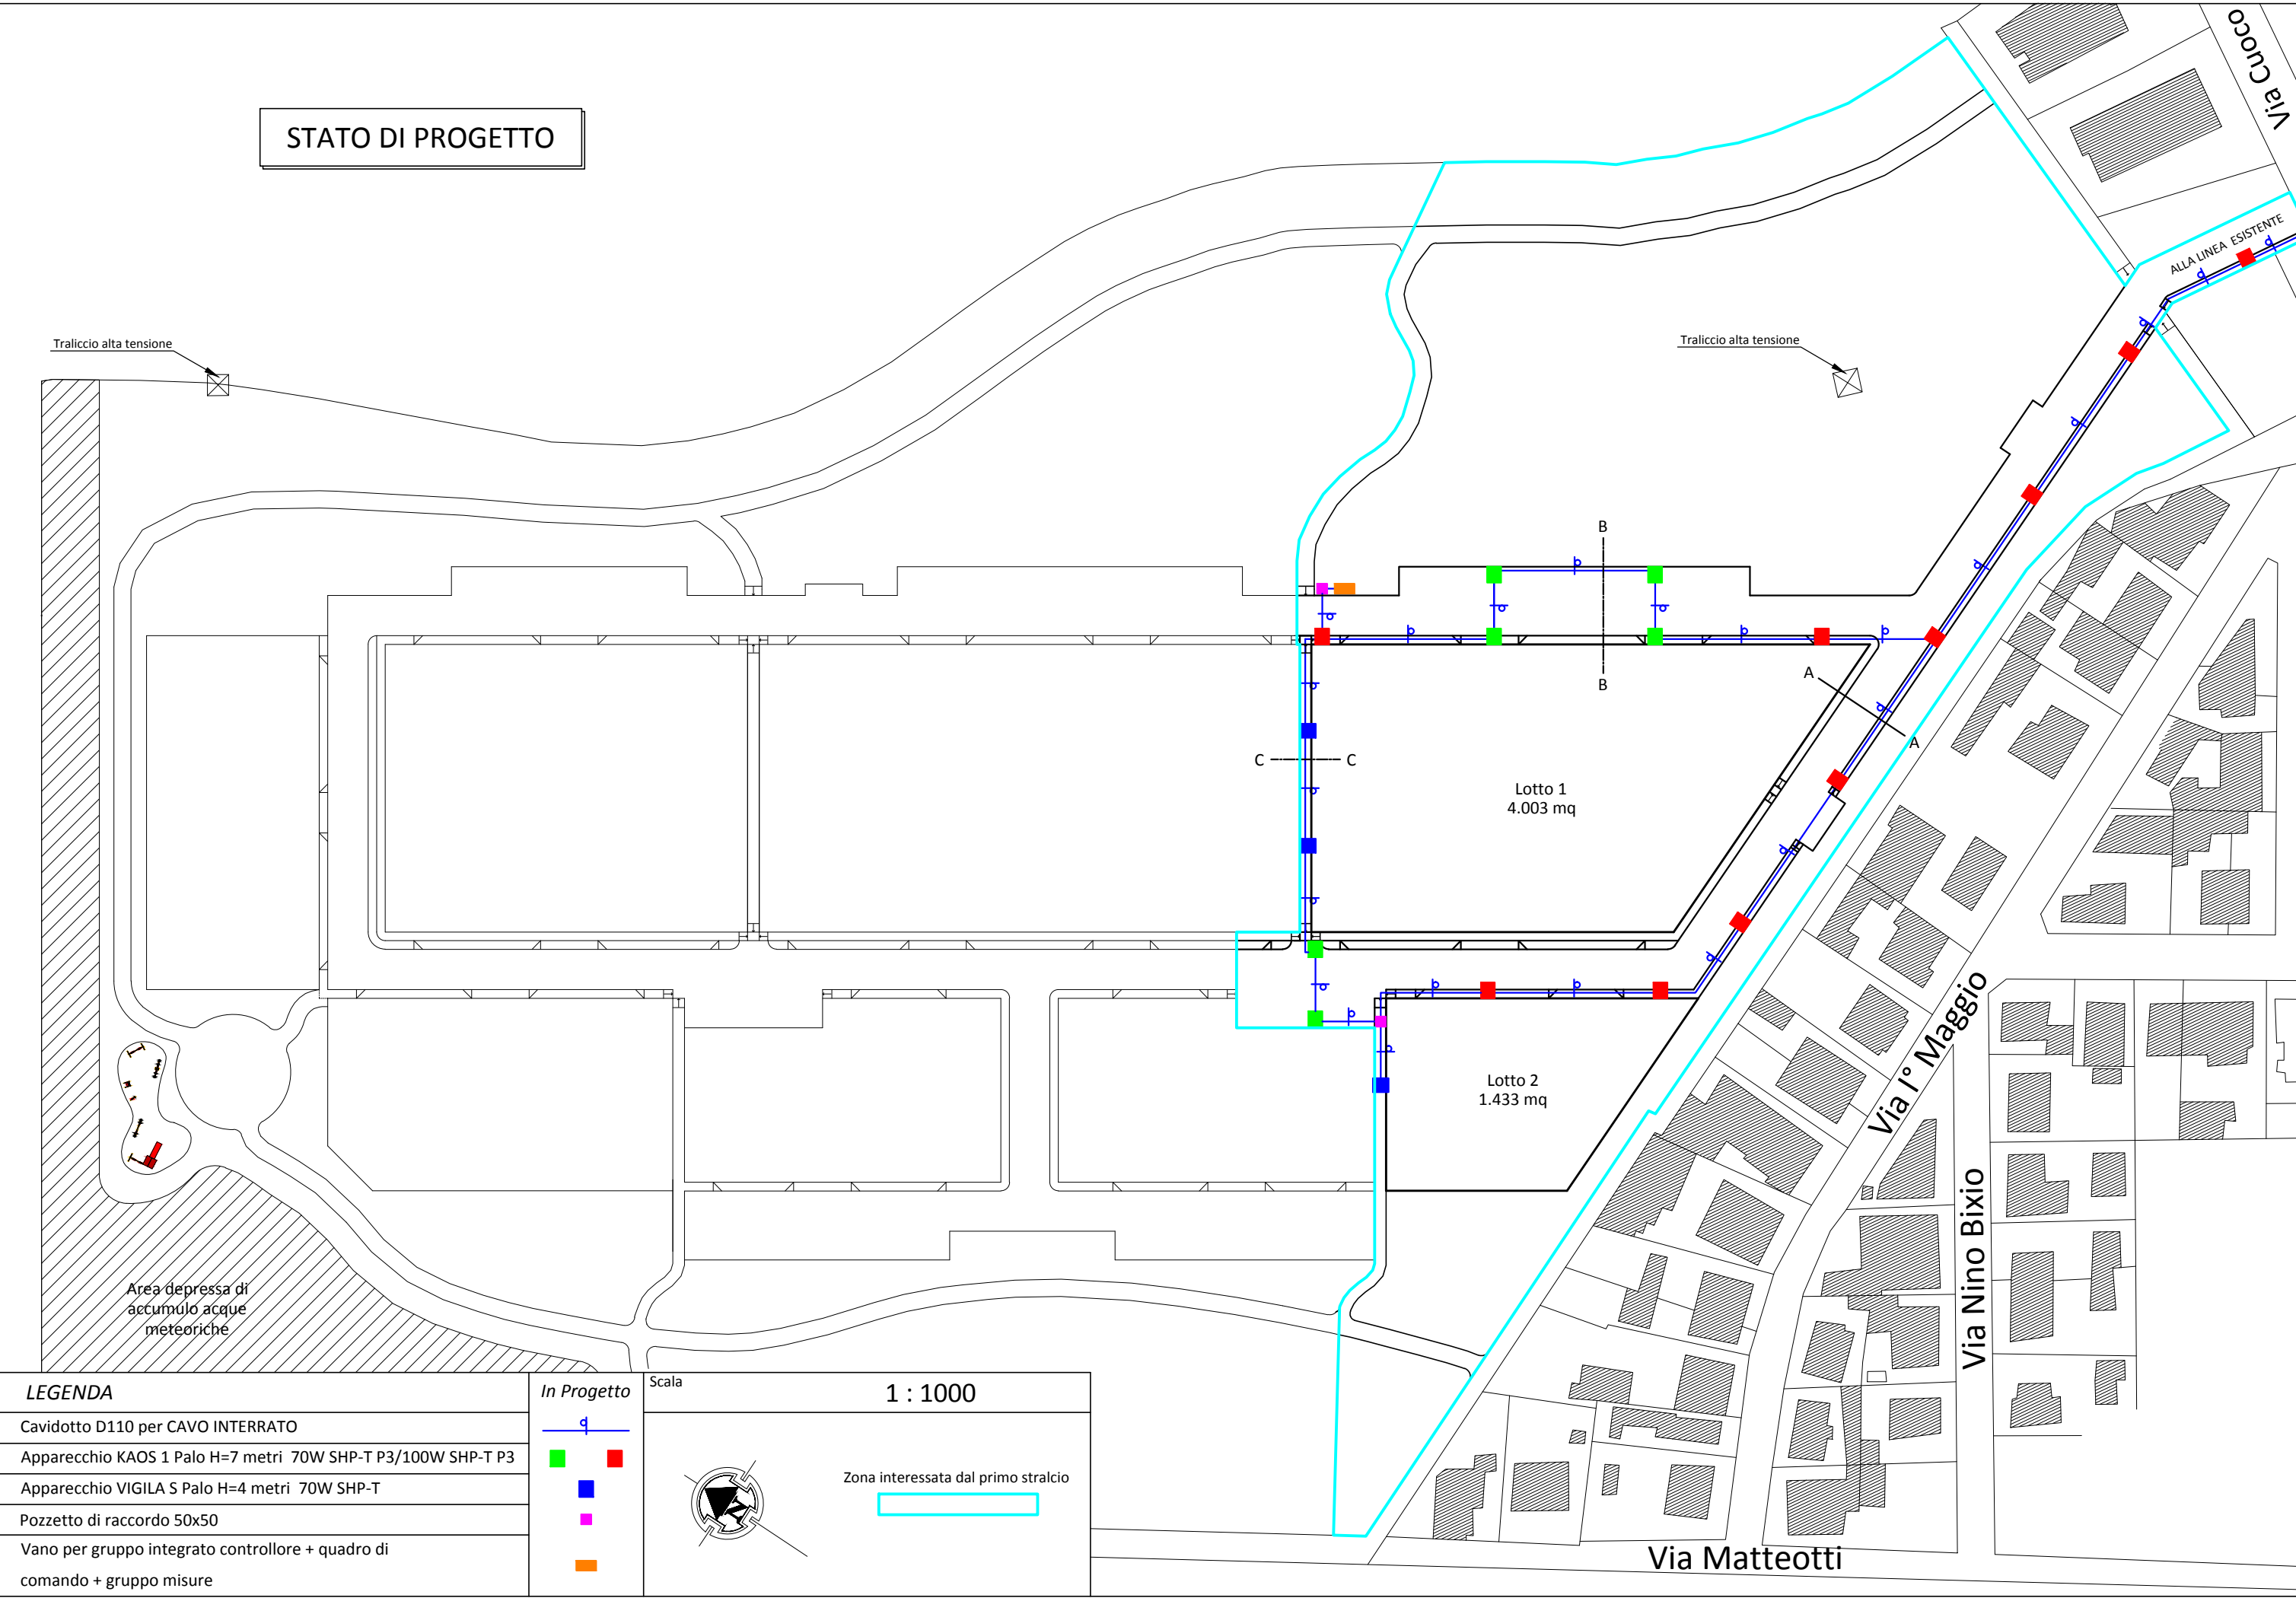 STATO DI PROGETTO
Via Cuoco
ALLA LINEA ESISTENTE
Traliccio alta tensione
Traliccio alta tensione
B
B
A
A
C
C
Lotto 1
4.003 mq
Lotto 2
1.433 mq
Via I° Maggio
Via Nino Bixio
Via Matteotti
Area depressa di
accumulo acque
meteoriche
LEGENDA
In Progetto
Scala
1 : 1000
Cavidotto D110 per CAVO INTERRATO
Apparecchio KAOS 1 Palo H=7 metri 70W SHP-T P3/100W SHP-T P3
Apparecchio VIGILA S Palo H=4 metri 70W SHP-T
Pozzetto di raccordo 50x50
Vano per gruppo integrato controllore + quadro di
comando + gruppo misure
Zona interessata dal primo stralcio
N